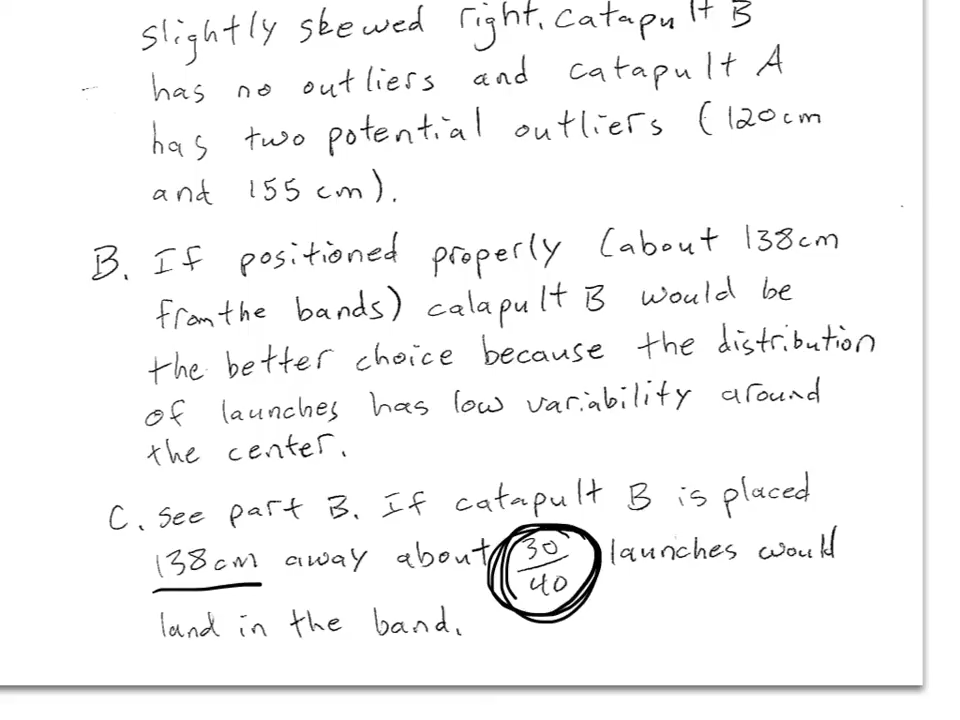 slightly skewed right. Catapult B
has no outliers and catapult A
has two potential outliers (120cm
and 155 cm).
B. If positioned properly (about 138cm
from the bands) calapult B would be
the better choice because the distribution
of launches has low variability around
the center.
C. See part B. If catapult B is placed
138cm away about 30/40 launches would
land in the band.